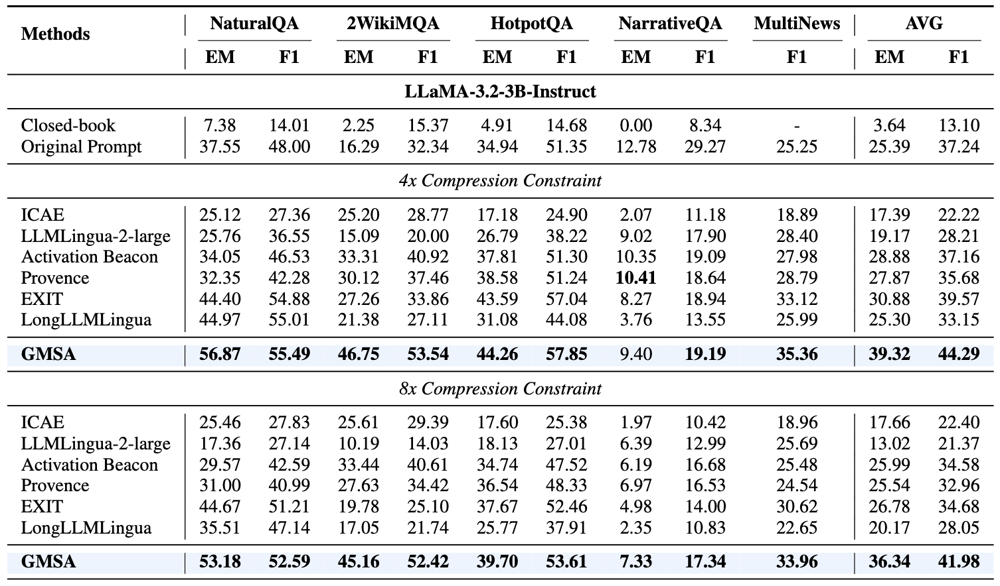 Methods NaturalQA 2WikiMQA HotpotQA NarrativeQA MultiNews AVG
EM F1 EM F1 EM F1 EM F1 F1 EM F1
LLaMA-3.2-3B-Instruct
Closed-book 7.38 14.01 2.25 15.37 4.91 14.68 0.00 8.34 - 3.64 13.10
Original Prompt 37.55 48.00 16.29 32.34 34.94 51.35 12.78 29.27 25.25 25.39 37.24
4x Compression Constraint
ICAE 25.12 27.36 25.20 28.77 17.18 24.90 2.07 11.18 18.89 17.39 22.22
LLMLingua-2-large 25.76 36.55 15.09 20.00 26.79 38.22 9.02 17.90 28.40 19.17 28.21
Activation Beacon 34.05 46.53 33.31 40.92 37.81 51.30 10.35 19.09 27.98 28.88 37.16
Provence 32.35 42.28 30.12 37.46 38.58 51.24 10.41 18.64 28.79 27.87 35.68
EXIT 44.40 54.88 27.26 33.86 43.59 57.04 8.27 18.94 33.12 30.88 39.57
LongLLMLingua 44.97 55.01 21.38 27.11 31.08 44.08 3.76 13.55 25.99 25.30 33.15
GMSA 56.87 55.49 46.75 53.54 44.26 57.85 9.40 19.19 35.36 39.32 44.29
8x Compression Constraint
ICAE 25.46 27.83 25.61 29.39 17.60 25.38 1.97 10.42 18.96 17.66 22.40
LLMLingua-2-large 17.36 27.14 10.19 14.03 18.13 27.01 6.39 12.99 25.69 13.02 21.37
Activation Beacon 29.57 42.59 33.44 40.61 34.74 47.52 6.19 16.68 25.48 25.99 34.58
Provence 31.00 40.99 27.63 34.42 36.54 48.33 6.97 16.53 24.54 25.54 32.96
EXIT 44.67 51.21 19.78 25.10 37.67 52.46 4.98 14.00 30.62 26.78 34.68
LongLLMLingua 35.51 47.14 17.05 21.74 25.77 37.91 2.35 10.83 22.65 20.17 28.05
GMSA 53.18 52.59 45.16 52.42 39.70 53.61 7.33 17.34 33.96 36.34 41.98